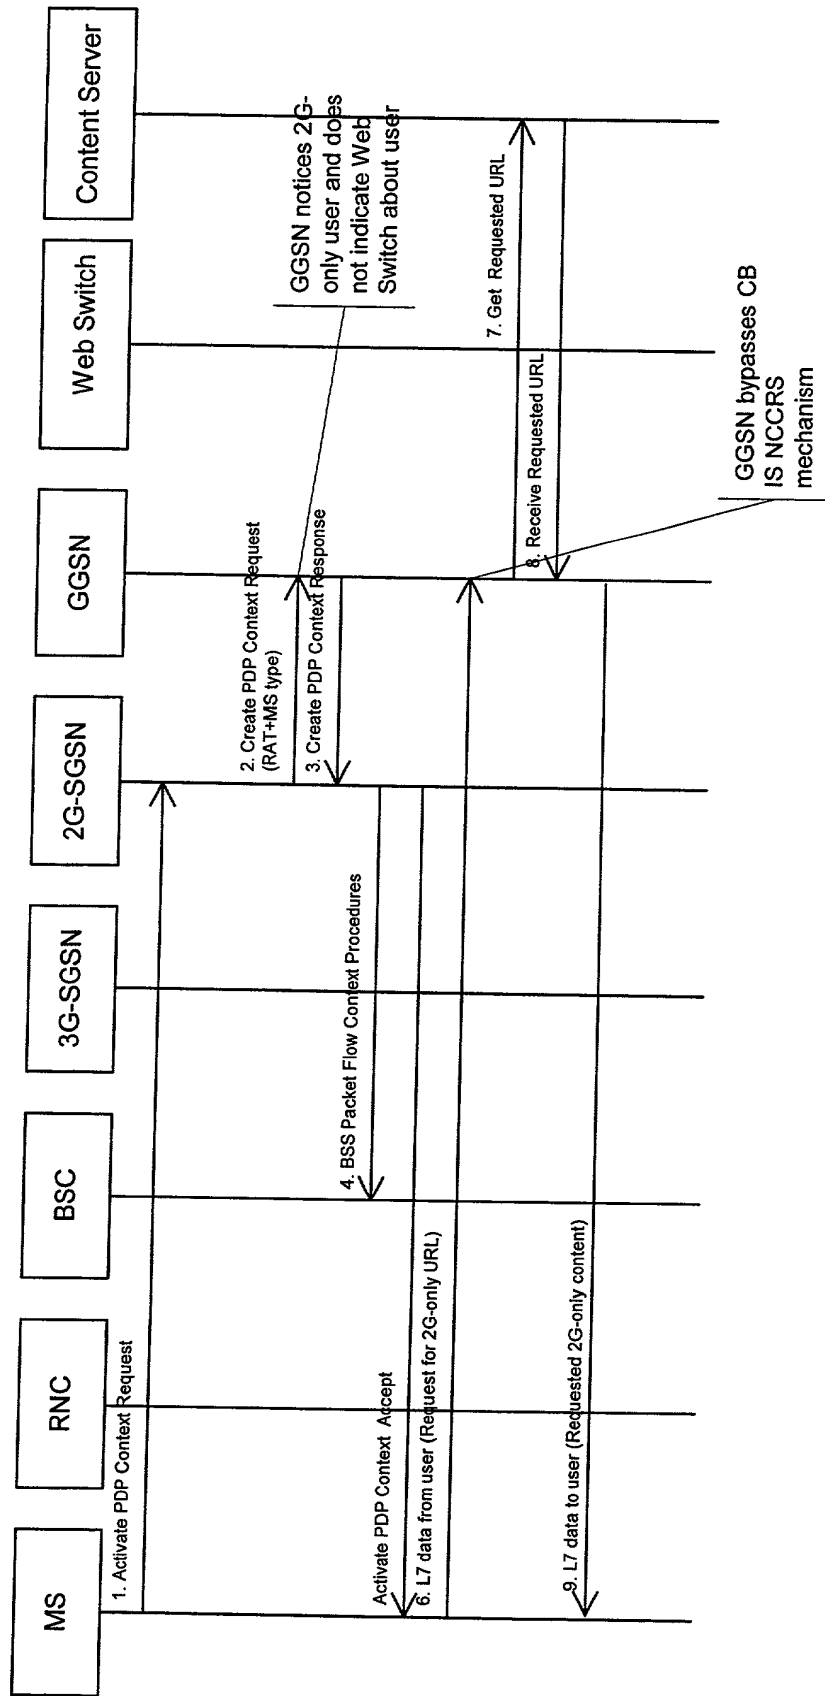 MS
RNC
BSC
3G-SGSN
2G-SGSN
GGSN
Web Switch
Content Server
1. Activate PDP Context Request
2. Create PDP Context Request
(RAT+MS type)
3. Create PDP Context Response
GGSN notices 2G-
only user and does
not indicate Web
Switch about user
4. BSS Packet Flow Context Procedures
Activate PDP Context Accept
6. L7 data from user (Request for 2G-only URL)
7. Get Requested URL
8. Receive Requested URL
9. L7 data to user (Requested 2G-only content)
GGSN bypasses CB
IS NCCRS
mechanism